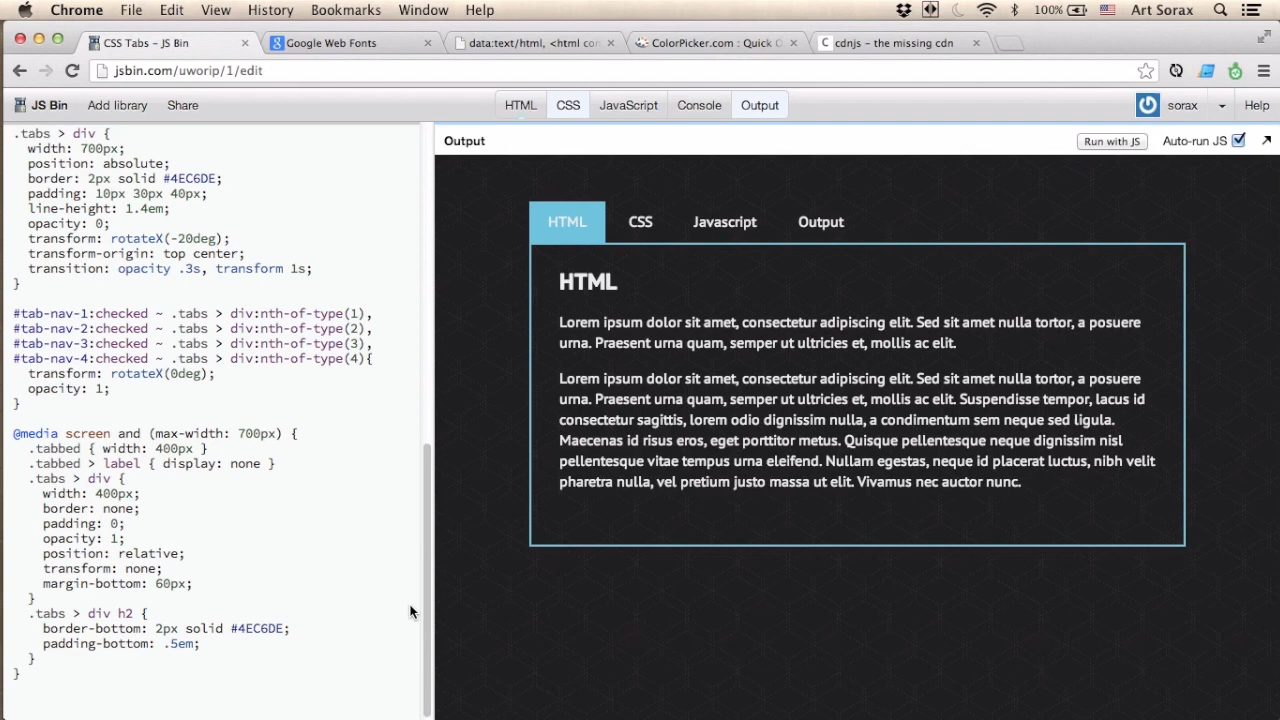 Chrome File Edit View History Bookmarks Window Help 100% Art Sorax
CSS Tabs - JS Bin Google Web Fonts data:text/html, <html con ColorPicker.com : Quick C cdnjs – the missing cdn
jsbin.com/uworip/1/edit
JS Bin Add library Share HTML CSS JavaScript Console Output sorax Help
.tabs > div {
width: 700px;
position: absolute;
border: 2px solid #4EC6DE;
padding: 10px 30px 40px;
line-height: 1.4em;
opacity: 0;
transform: rotateX(-20deg);
transform-origin: top center;
transition: opacity .3s, transform 1s;
}
#tab-nav-1:checked ~ .tabs > div:nth-of-type(1),
#tab-nav-2:checked ~ .tabs > div:nth-of-type(2),
#tab-nav-3:checked ~ .tabs > div:nth-of-type(3),
#tab-nav-4:checked ~ .tabs > div:nth-of-type(4){
transform: rotateX(0deg);
opacity: 1;
}
@media screen and (max-width: 700px) {
.tabbed { width: 400px }
.tabbed > label { display: none }
.tabs > div {
width: 400px;
border: none;
padding: 0;
opacity: 1;
position: relative;
transform: none;
margin-bottom: 60px;
}
.tabs > div h2 {
border-bottom: 2px solid #4EC6DE;
padding-bottom: .5em;
}
}
Output Run with JS Auto-run JS
HTML CSS Javascript Output
HTML
Lorem ipsum dolor sit amet, consectetur adipiscing elit. Sed sit amet nulla tortor, a posuere
urna. Praesent urna quam, semper ut ultricies et, mollis ac elit.
Lorem ipsum dolor sit amet, consectetur adipiscing elit. Sed sit amet nulla tortor, a posuere
urna. Praesent urna quam, semper ut ultricies et, mollis ac elit. Suspendisse tempor, lacus id
consectetur sagittis, lorem odio dignissim nulla, a condimentum sem neque sed ligula.
Maecenas id risus eros, eget porttitor metus. Quisque pellentesque neque dignissim nisl
pellentesque vitae tempus urna eleifend. Nullam egestas, neque id placerat luctus, nibh velit
pharetra nulla, vel pretium justo massa ut elit. Vivamus nec auctor nunc.